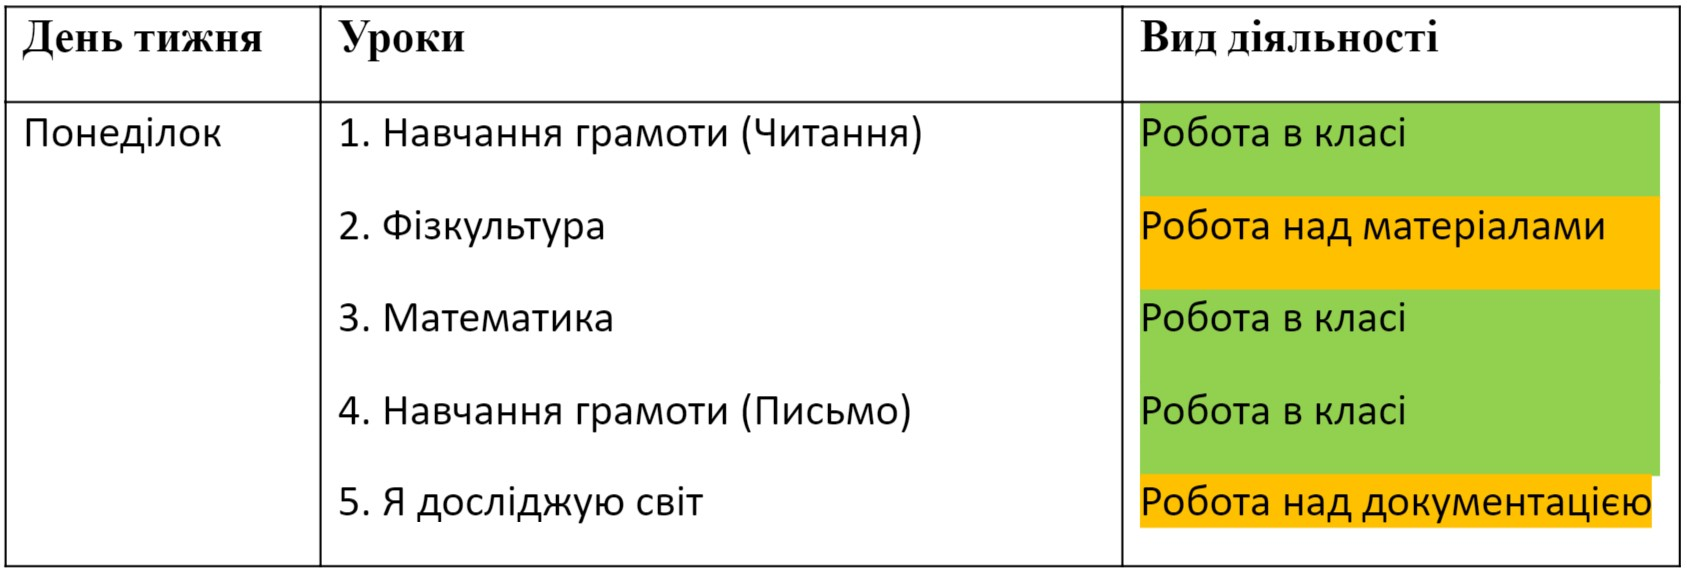 День тижня Уроки Вид діяльності
Понеділок 1. Навчання грамоти (Читання) Робота в класі
2. Фізкультура Робота над матеріалами
3. Математика Робота в класі
4. Навчання грамоти (Письмо) Робота в класі
5. Я досліджую світ Робота над документацією